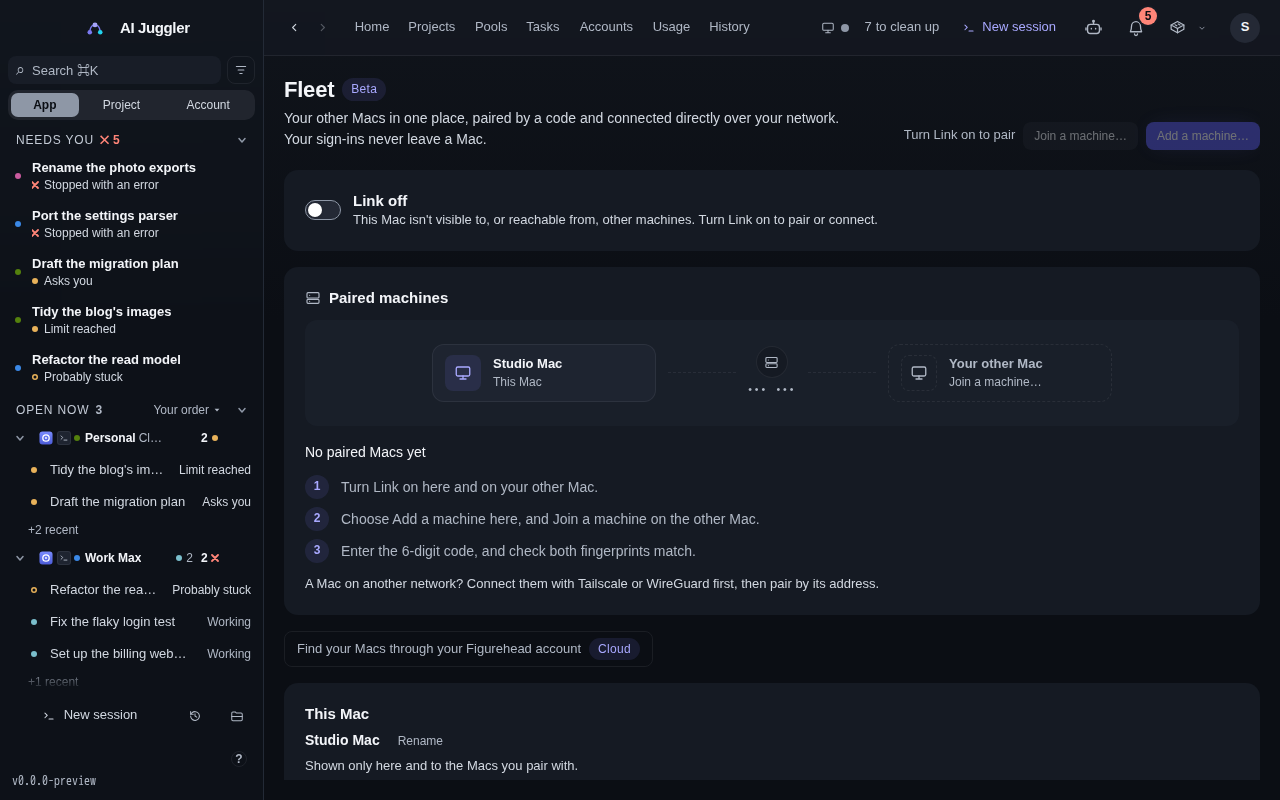 AI Juggler
Search ⌘K
App Project Account
NEEDS YOU 5
Rename the photo exports
Stopped with an error
Port the settings parser
Stopped with an error
Draft the migration plan
Asks you
Tidy the blog's images
Limit reached
Refactor the read model
Probably stuck
OPEN NOW 3 Your order
Personal Cl… 2
Tidy the blog's im… Limit reached
Draft the migration plan Asks you
+2 recent
Work Max 2 2
Refactor the rea… Probably stuck
Fix the flaky login test Working
Set up the billing web… Working
+1 recent
New session
?
v0.0.0-preview
Home Projects Pools Tasks Accounts Usage History 7 to clean up New session 5 S
Fleet Beta
Your other Macs in one place, paired by a code and connected directly over your network.
Your sign-ins never leave a Mac.
Turn Link on to pair Join a machine… Add a machine…
Link off
This Mac isn't visible to, or reachable from, other machines. Turn Link on to pair or connect.
Paired machines
Studio Mac
This Mac
Your other Mac
Join a machine…
No paired Macs yet
1 Turn Link on here and on your other Mac.
2 Choose Add a machine here, and Join a machine on the other Mac.
3 Enter the 6-digit code, and check both fingerprints match.
A Mac on another network? Connect them with Tailscale or WireGuard first, then pair by its address.
Find your Macs through your Figurehead account Cloud
This Mac
Studio Mac Rename
Shown only here and to the Macs you pair with.